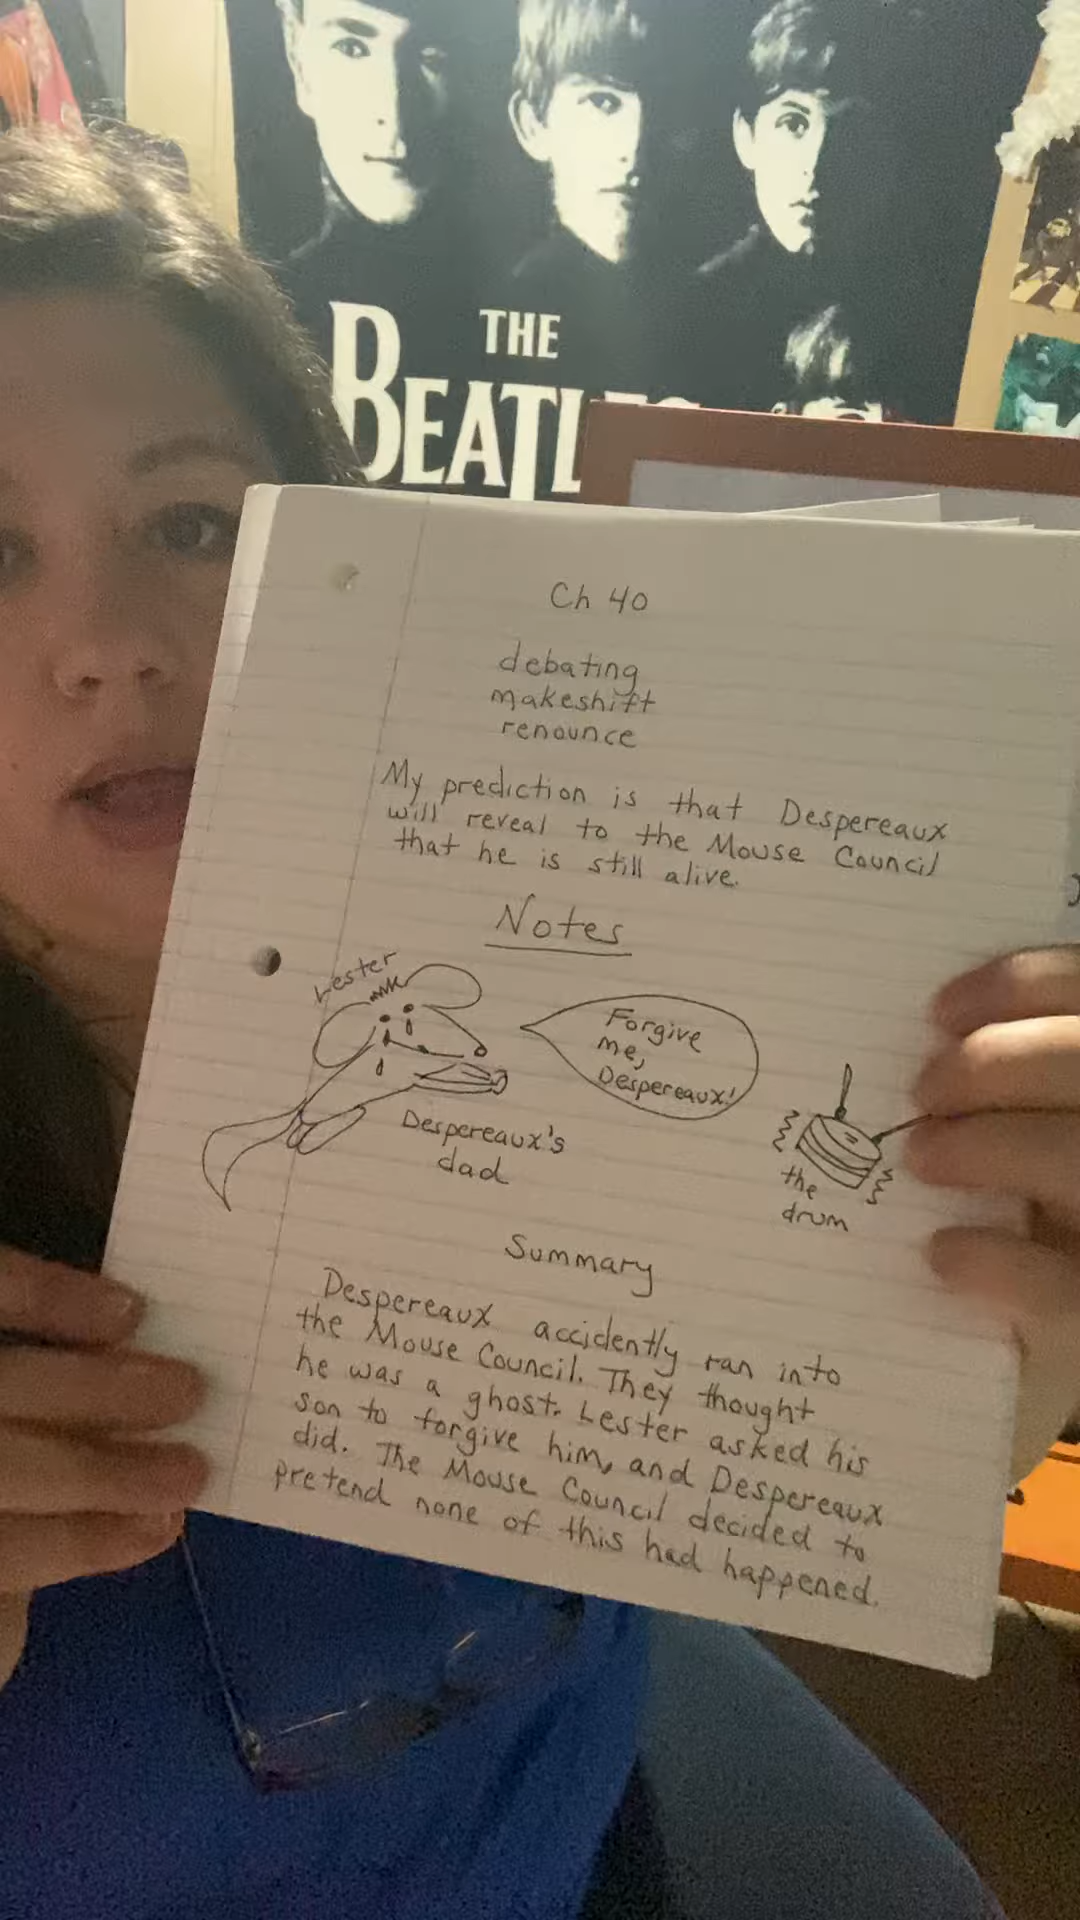 THE
BEATL
Ch 40
debating
makeshift
renounce
My prediction is that Despereaux
will reveal to the Mouse Council
that he is still alive.
Notes
Lester
Forgive
me,
Despereaux!
Despereaux's
dad
the
drum
Summary
Despereaux accidently ran into
the Mouse Council. They thought
he was a ghost. Lester asked his
son to forgive him, and Despereaux
did. The Mouse Council decided to
pretend none of this had happened.